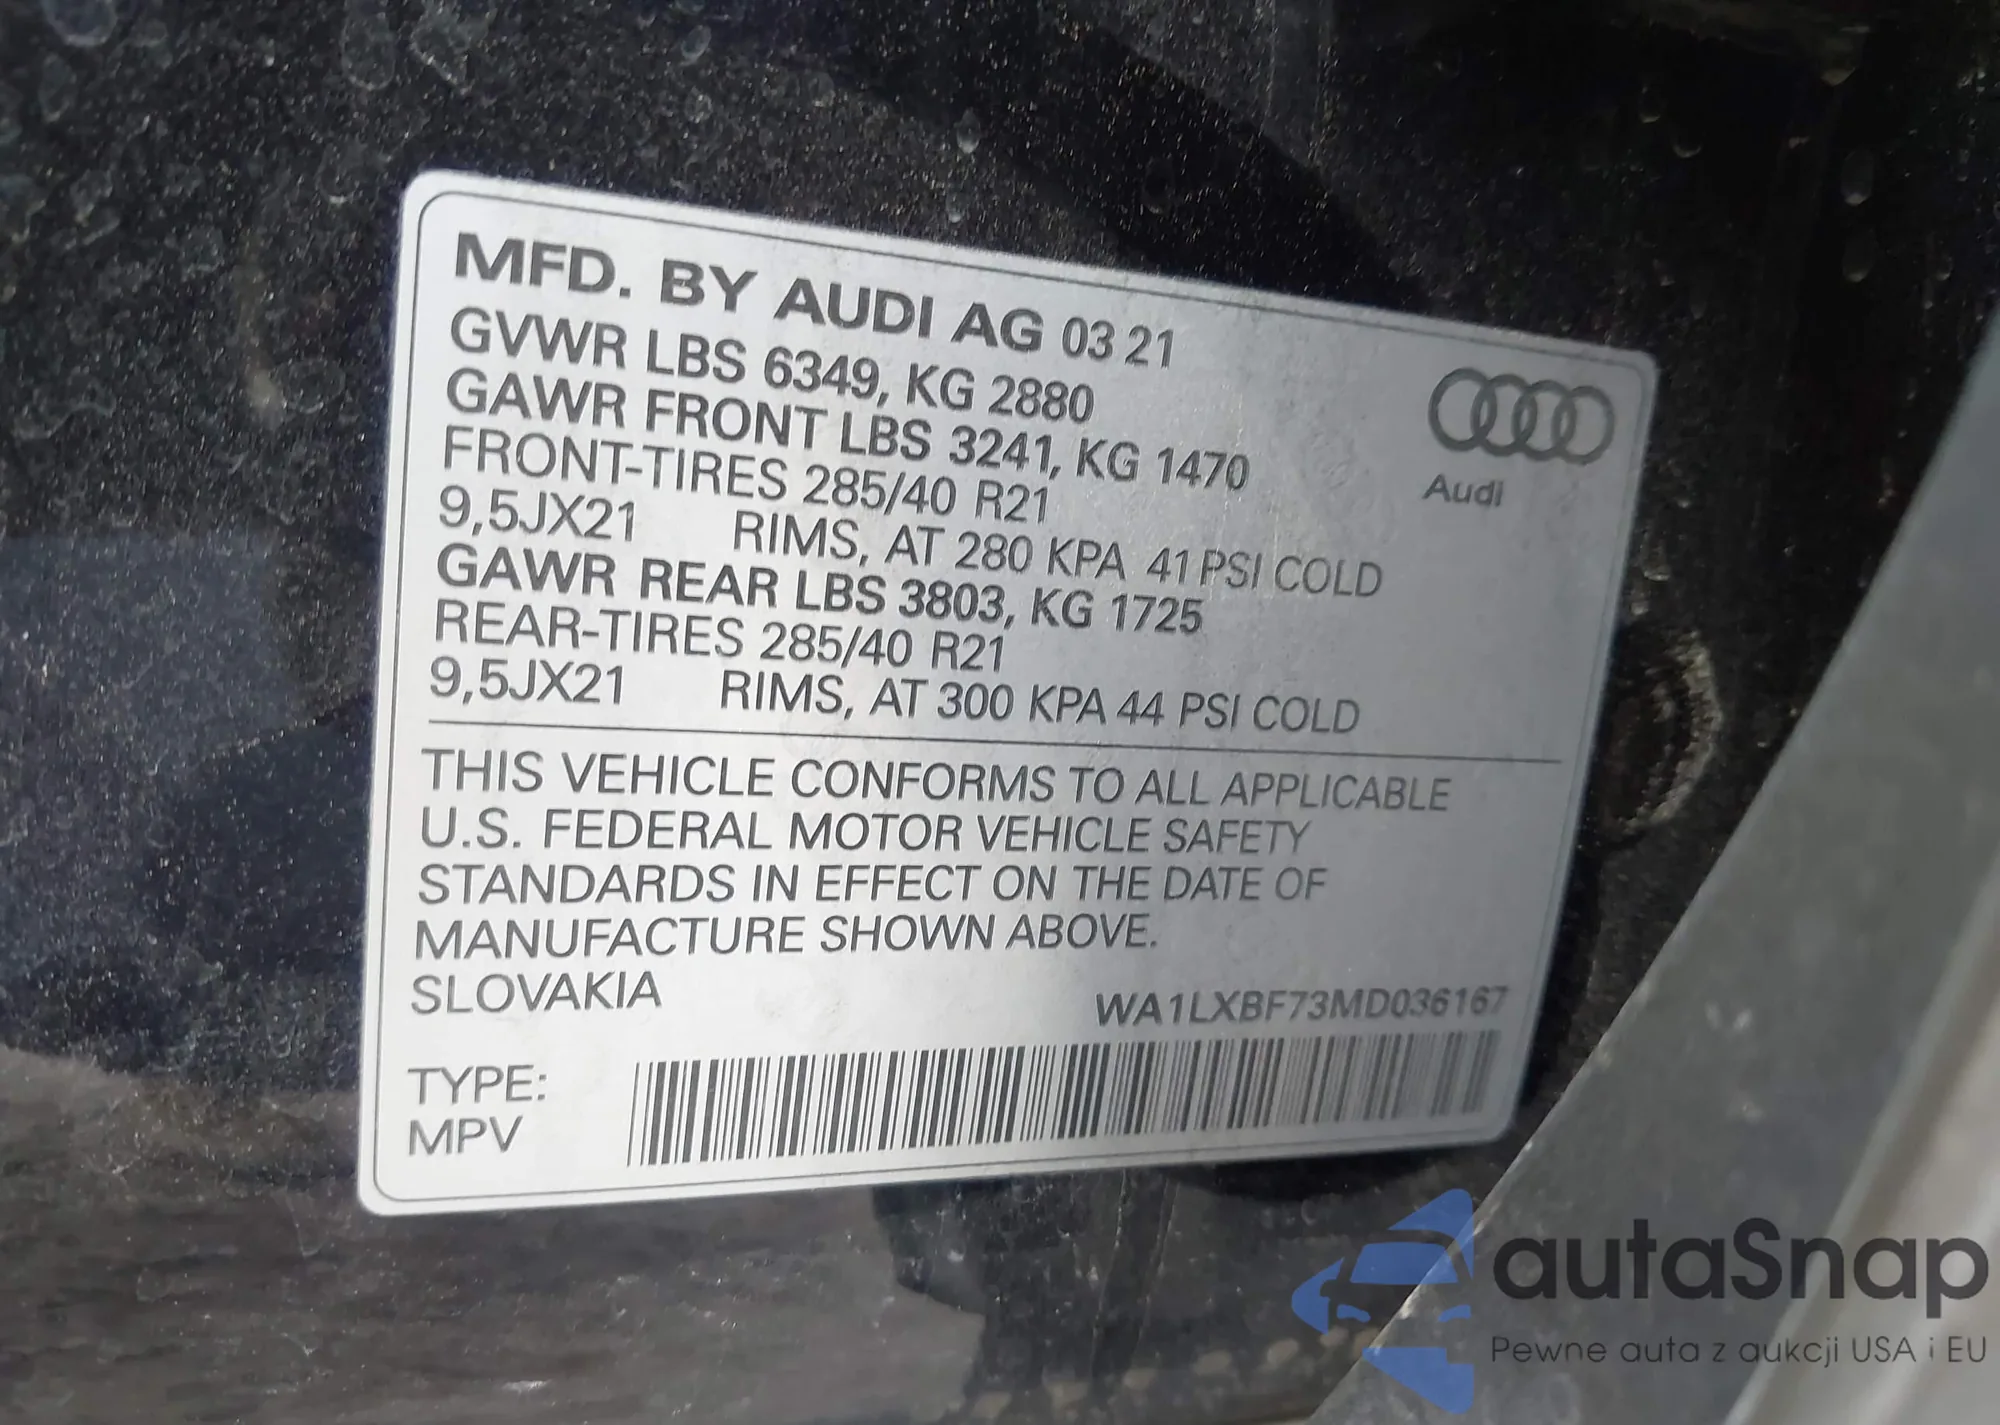 MFD. BY AUDI AG 03 21
GVWR LBS 6349, KG 2880
GAWR FRONT LBS 3241, KG 1470
FRONT-TIRES 285/40 R21
9,5JX21 RIMS, AT 280 KPA 41 PSI COLD
GAWR REAR LBS 3803, KG 1725
REAR-TIRES 285/40 R21
9,5JX21 RIMS, AT 300 KPA 44 PSI COLD
Audi
THIS VEHICLE CONFORMS TO ALL APPLICABLE
U.S. FEDERAL MOTOR VEHICLE SAFETY
STANDARDS IN EFFECT ON THE DATE OF
MANUFACTURE SHOWN ABOVE.
SLOVAKIA
WA1LXBF73MD036167
TYPE:
MPV
autaSnap
Pewne auta z aukcji USA i EU